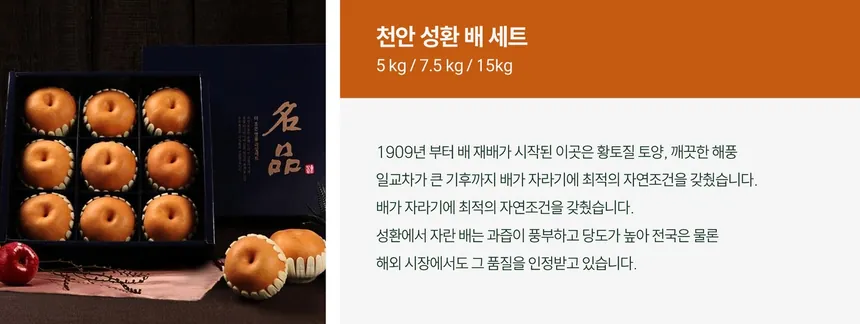 천안 성환 배 세트
5 kg / 7.5 kg / 15kg
1909년 부터 배 재배가 시작된 이곳은 황토질 토양, 깨끗한 해풍
일교차가 큰 기후까지 배가 자라기에 최적의 자연조건을 갖췄습니다.
배가 자라기에 최적의 자연조건을 갖췄습니다.
성환에서 자란 배는 과즙이 풍부하고 당도가 높아 전국은 물론
해외 시장에서도 그 품질을 인정받고 있습니다.
名品